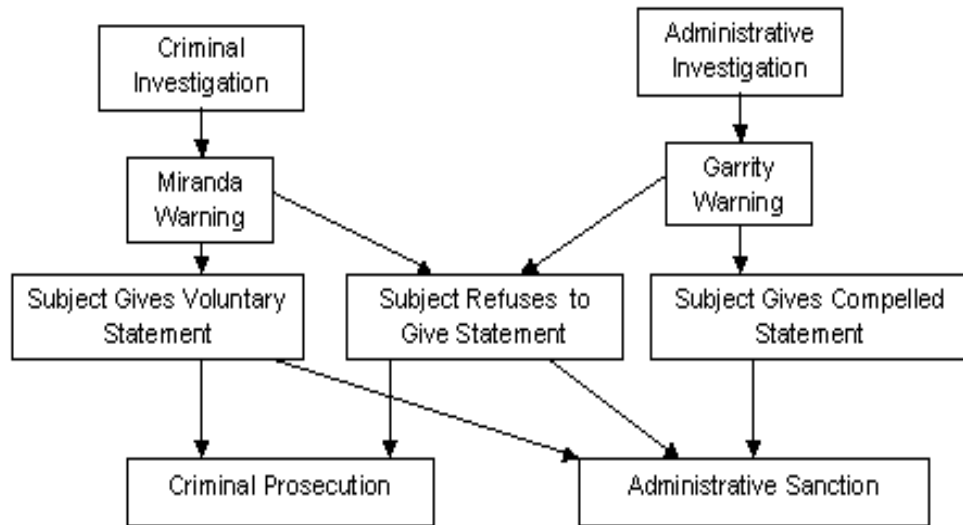 Criminal
Investigation
Administrative
Investigation
Miranda
Warning
Garrity
Warning
Subject Gives Voluntary
Statement
Subject Refuses to
Give Statement
Subject Gives Compelled
Statement
Criminal Prosecution
Administrative Sanction